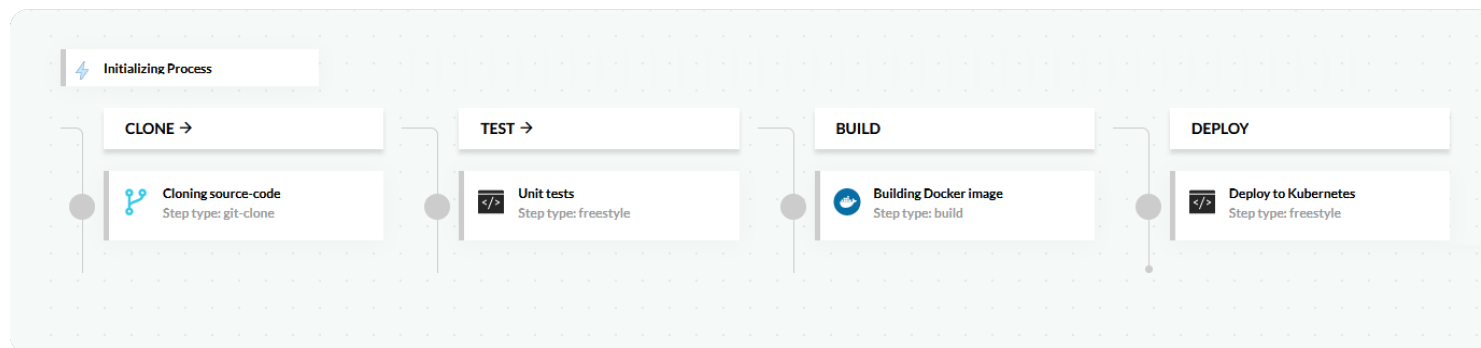 Initializing Process
CLONE →
TEST →
BUILD
DEPLOY
Cloning source-code
Step type: git-clone
Unit tests
Step type: freestyle
Building Docker image
Step type: build
Deploy to Kubernetes
Step type: freestyle